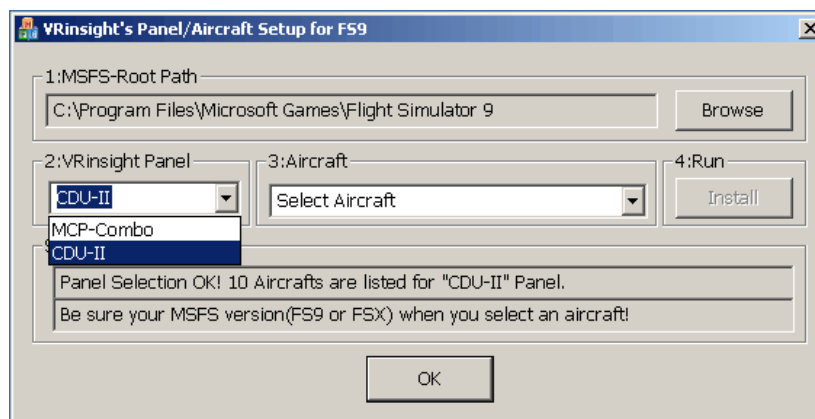 VRinsight's Panel/Aircraft Setup for FS9
1:MSFS-Root Path
C:\Program Files\Microsoft Games\Flight Simulator 9
Browse
2:VRinsight Panel
3:Aircraft
4:Run
CDU-II
Select Aircraft
Install
MCP-Combo
CDU-II
Panel Selection OK! 10 Aircrafts are listed for "CDU-II" Panel.
Be sure your MSFS version(FS9 or FSX) when you select an aircraft!
OK